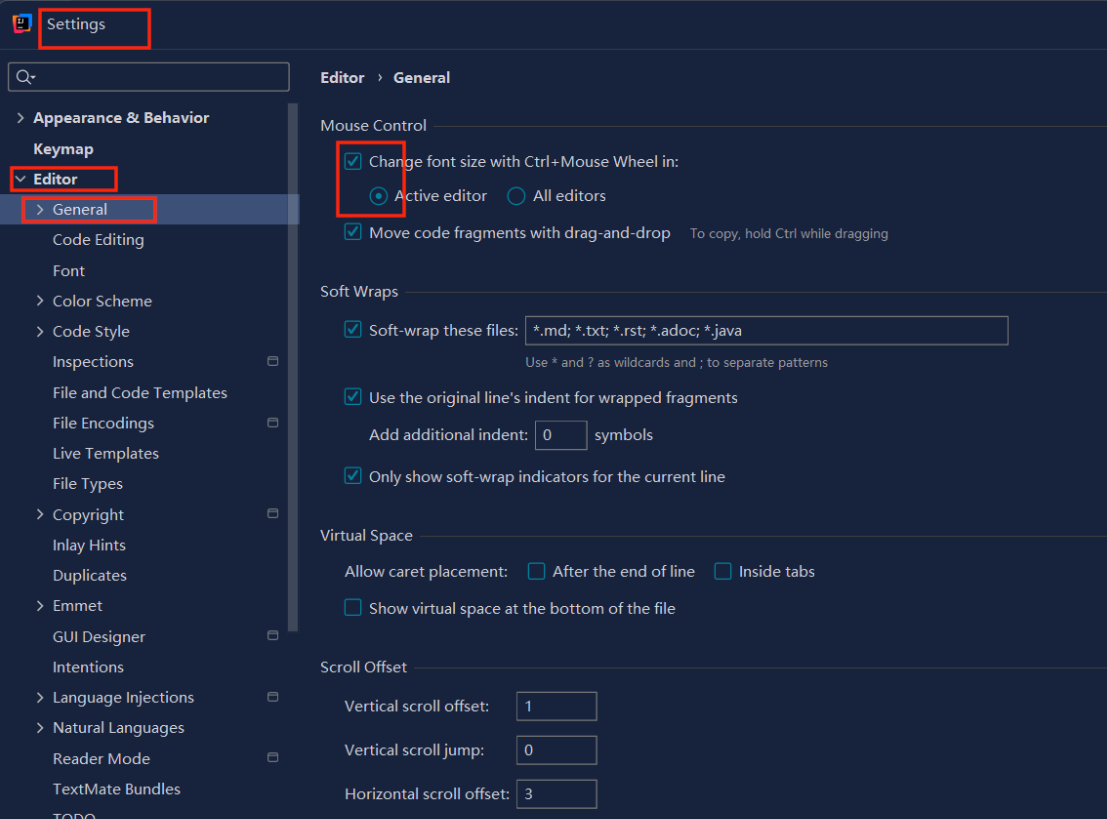 Settings
Appearance & Behavior
Keymap
Editor
General
Code Editing
Font
Color Scheme
Code Style
Inspections
File and Code Templates
File Encodings
Live Templates
File Types
Copyright
Inlay Hints
Duplicates
Emmet
GUI Designer
Intentions
Language Injections
Natural Languages
Reader Mode
TextMate Bundles
TODO
Editor › General
Mouse Control
Change font size with Ctrl+Mouse Wheel in:
Active editor All editors
Move code fragments with drag-and-drop To copy, hold Ctrl while dragging
Soft Wraps
Soft-wrap these files: *.md; *.txt; *.rst; *.adoc; *.java
Use * and ? as wildcards and ; to separate patterns
Use the original line's indent for wrapped fragments
Add additional indent: 0 symbols
Only show soft-wrap indicators for the current line
Virtual Space
Allow caret placement: After the end of line Inside tabs
Show virtual space at the bottom of the file
Scroll Offset
Vertical scroll offset: 1
Vertical scroll jump: 0
Horizontal scroll offset: 3